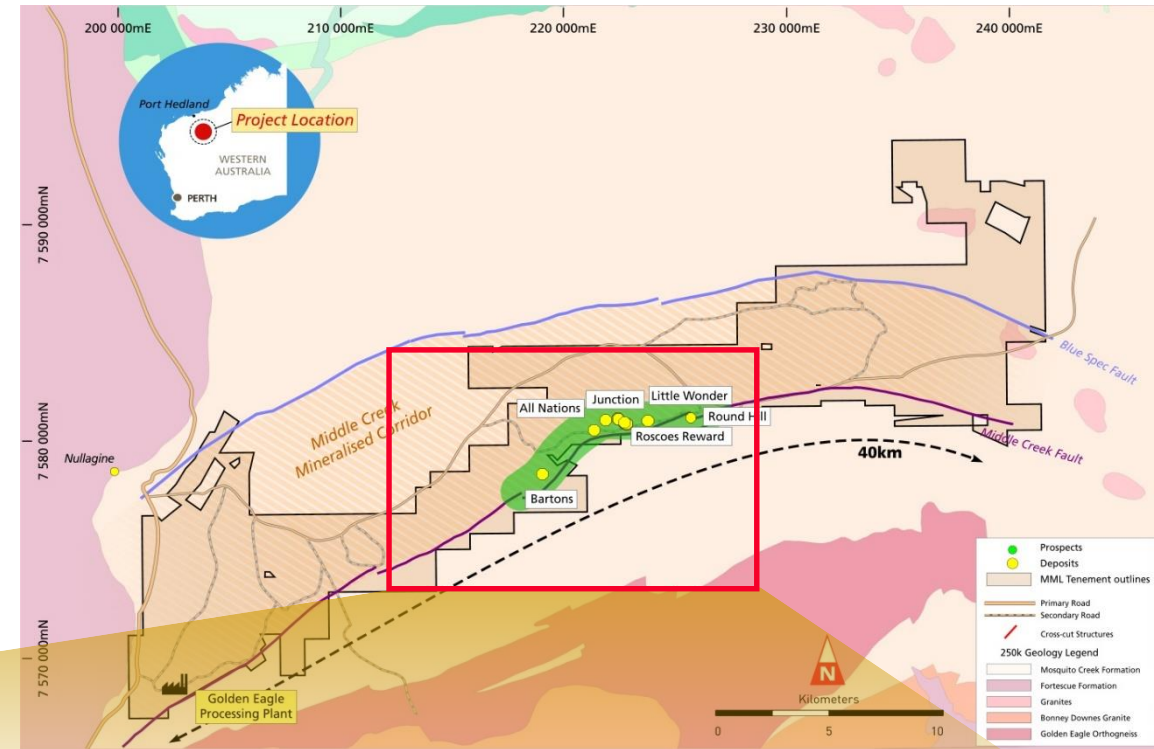 200 000mE
210 000mE
220 000mE
230 000mE
240 000mE
7 590 000mN
7 580 000mN
7 570 000mN
Port Hedland
Project Location
WESTERN
AUSTRALIA
PERTH
Blue Spec Fault
Middle Creek
Mineralised Corridor
Nullagine
All Nations
Junction
Little Wonder
Round Hill
Roscoes Reward
Bartons
Middle Creek Fault
40km
Golden Eagle
Processing Plant
N
Kilometers
0
5
10
Prospects
Deposits
MML Tenement outlines
Primary Road
Secondary Road
Cross-cut Structures
250k Geology Legend
Mosquito Creek Formation
Fortescue Formation
Granites
Bonney Downes Granite
Golden Eagle Orthogneiss